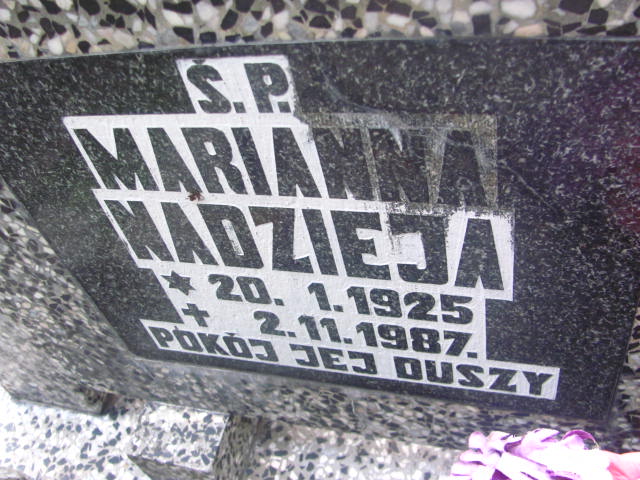 Ś.P.
MARIANNA
NADZIEJA
* 20. 1.1925
+ 2.11.1987.
POKÓJ JEJ DUSZY